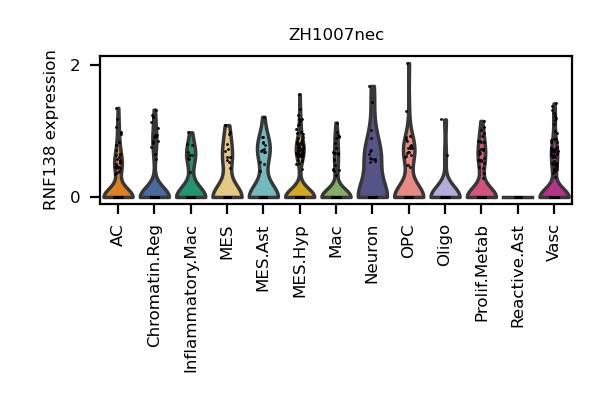 ZH1007nec
RNF138 expression
2
0
AC
Chromatin.Reg
Inflammatory.Mac
MES
MES.Ast
MES.Hyp
Mac
Neuron
OPC
Oligo
Prolif.Metab
Reactive.Ast
Vasc